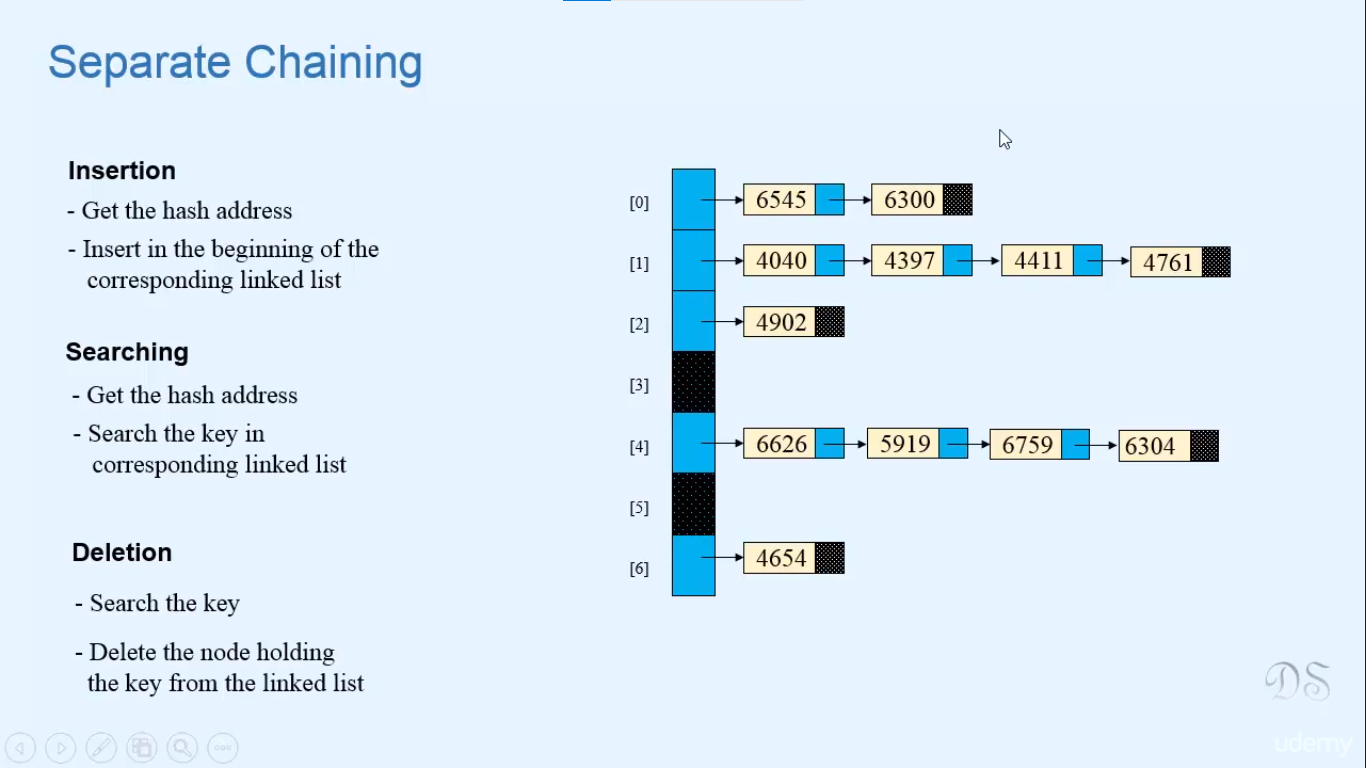 Separate Chaining
Insertion
- Get the hash address
- Insert in the beginning of the
corresponding linked list
Searching
- Get the hash address
- Search the key in
corresponding linked list
Deletion
- Search the key
- Delete the node holding
the key from the linked list
[0] 6545 6300
[1] 4040 4397 4411 4761
[2] 4902
[3]
[4] 6626 5919 6759 6304
[5]
[6] 4654
DS
udemy